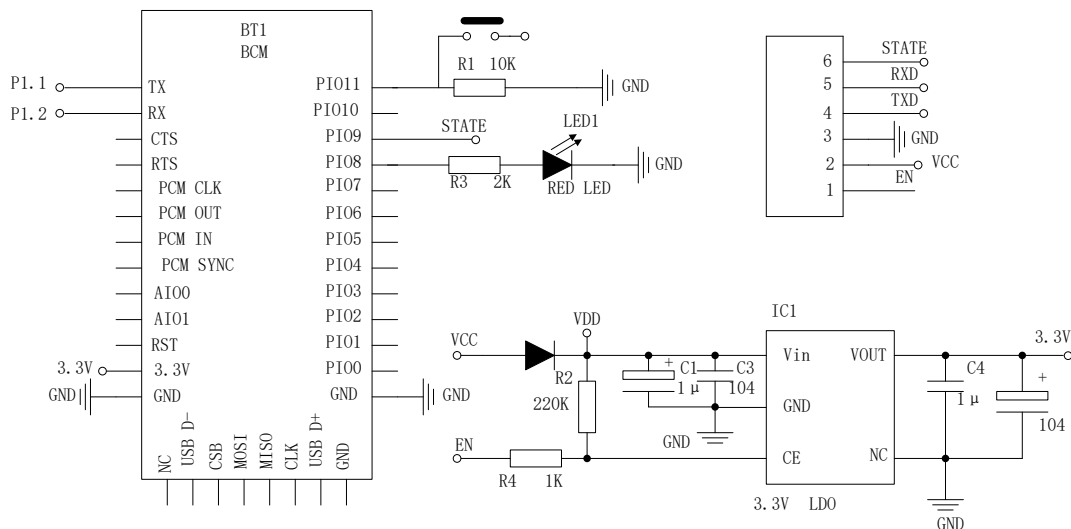 BT1
BCM
P1.1
TX
P1.2
RX
CTS
RTS
PCM CLK
PCM OUT
PCM IN
PCM SYNC
AIO0
AIO1
RST
3.3V
3.3V
GND
GND
NC
USB D-
CSB
MOSI
MISO
CLK
USB D+
GND
PIO11
PIO10
PIO9
PIO8
PIO7
PIO6
PIO5
PIO4
PIO3
PIO2
PIO1
PIO0
GND
GND
R1 10K
GND
STATE
LED1
R3 2K
RED LED
GND
6 STATE
5 RXD
4 TXD
3 GND
2 VCC
1 EN
VCC
VDD
R2
220K
C1
1μ
C3
104
GND
EN
R4 1K
IC1
Vin
VOUT
GND
CE
NC
3.3V LDO
3.3V
C4
1μ
+
+
104
GND